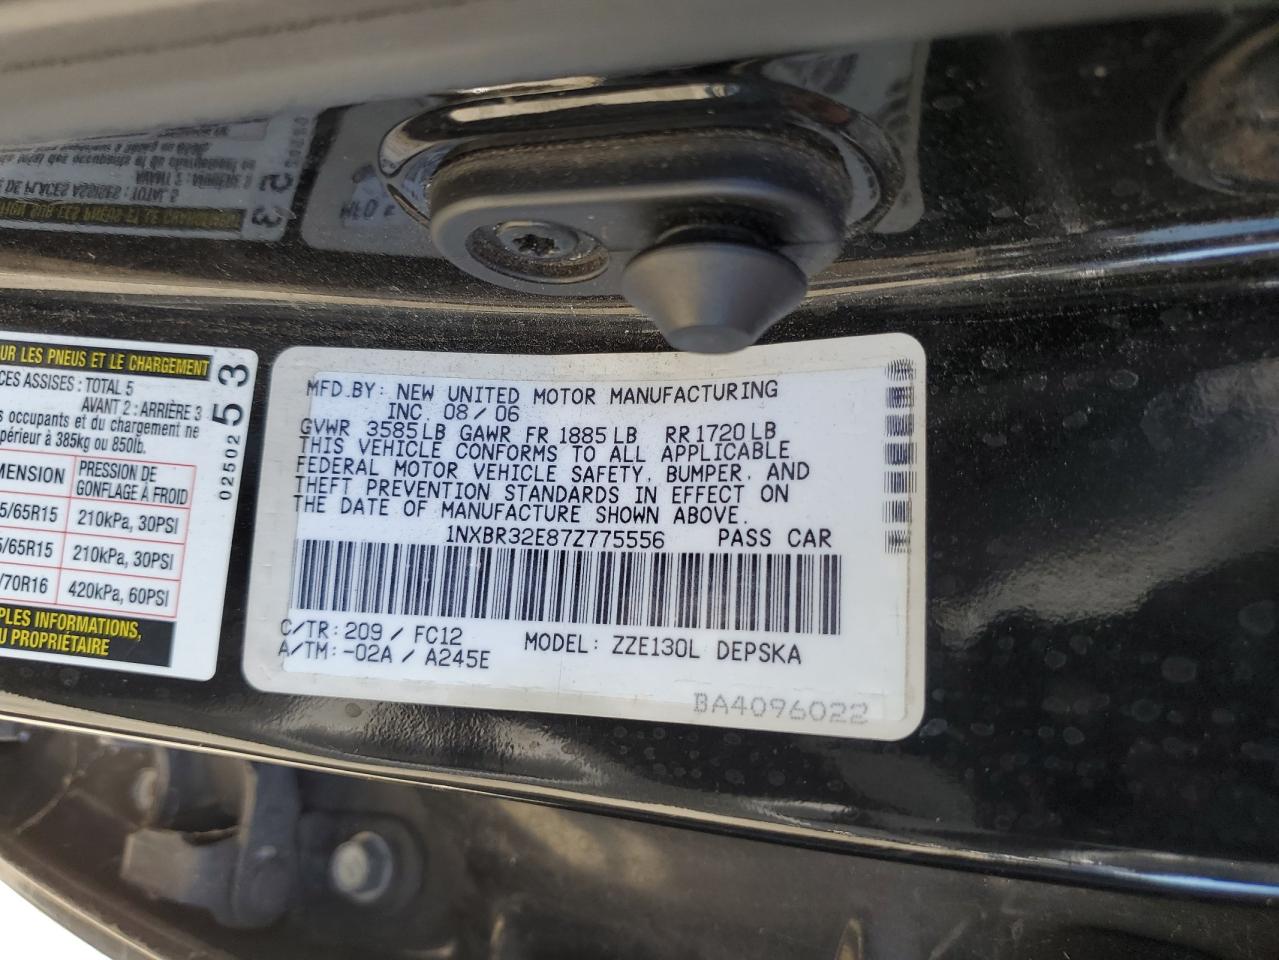 UR LES PNEUS ET LE CHARGEMENT
CES ASSISES : TOTAL 5
AVANT 2 : ARRIÈRE 3
s occupants et du chargement ne
périeur à 385kg ou 850lb.
MENSION
PRESSION DE
GONFLAGE À FROID
5/65R15
210kPa, 30PSI
5/65R15
210kPa, 30PSI
/70R16
420kPa, 60PSI
PLES INFORMATIONS,
U PROPRIÉTAIRE
02502 53
MFD.BY: NEW UNITED MOTOR MANUFACTURING
INC. 08/06
GVWR 3585LB GAWR FR 1885LB RR1720LB
THIS VEHICLE CONFORMS TO ALL APPLICABLE
FEDERAL MOTOR VEHICLE SAFETY, BUMPER, AND
THEFT PREVENTION STANDARDS IN EFFECT ON
THE DATE OF MANUFACTURE SHOWN ABOVE.
1NXBR32E87Z775556 PASS CAR
C/TR: 209 / FC12
A/TM: -02A / A245E
MODEL: ZZE130L DEPSKA
BA4096022